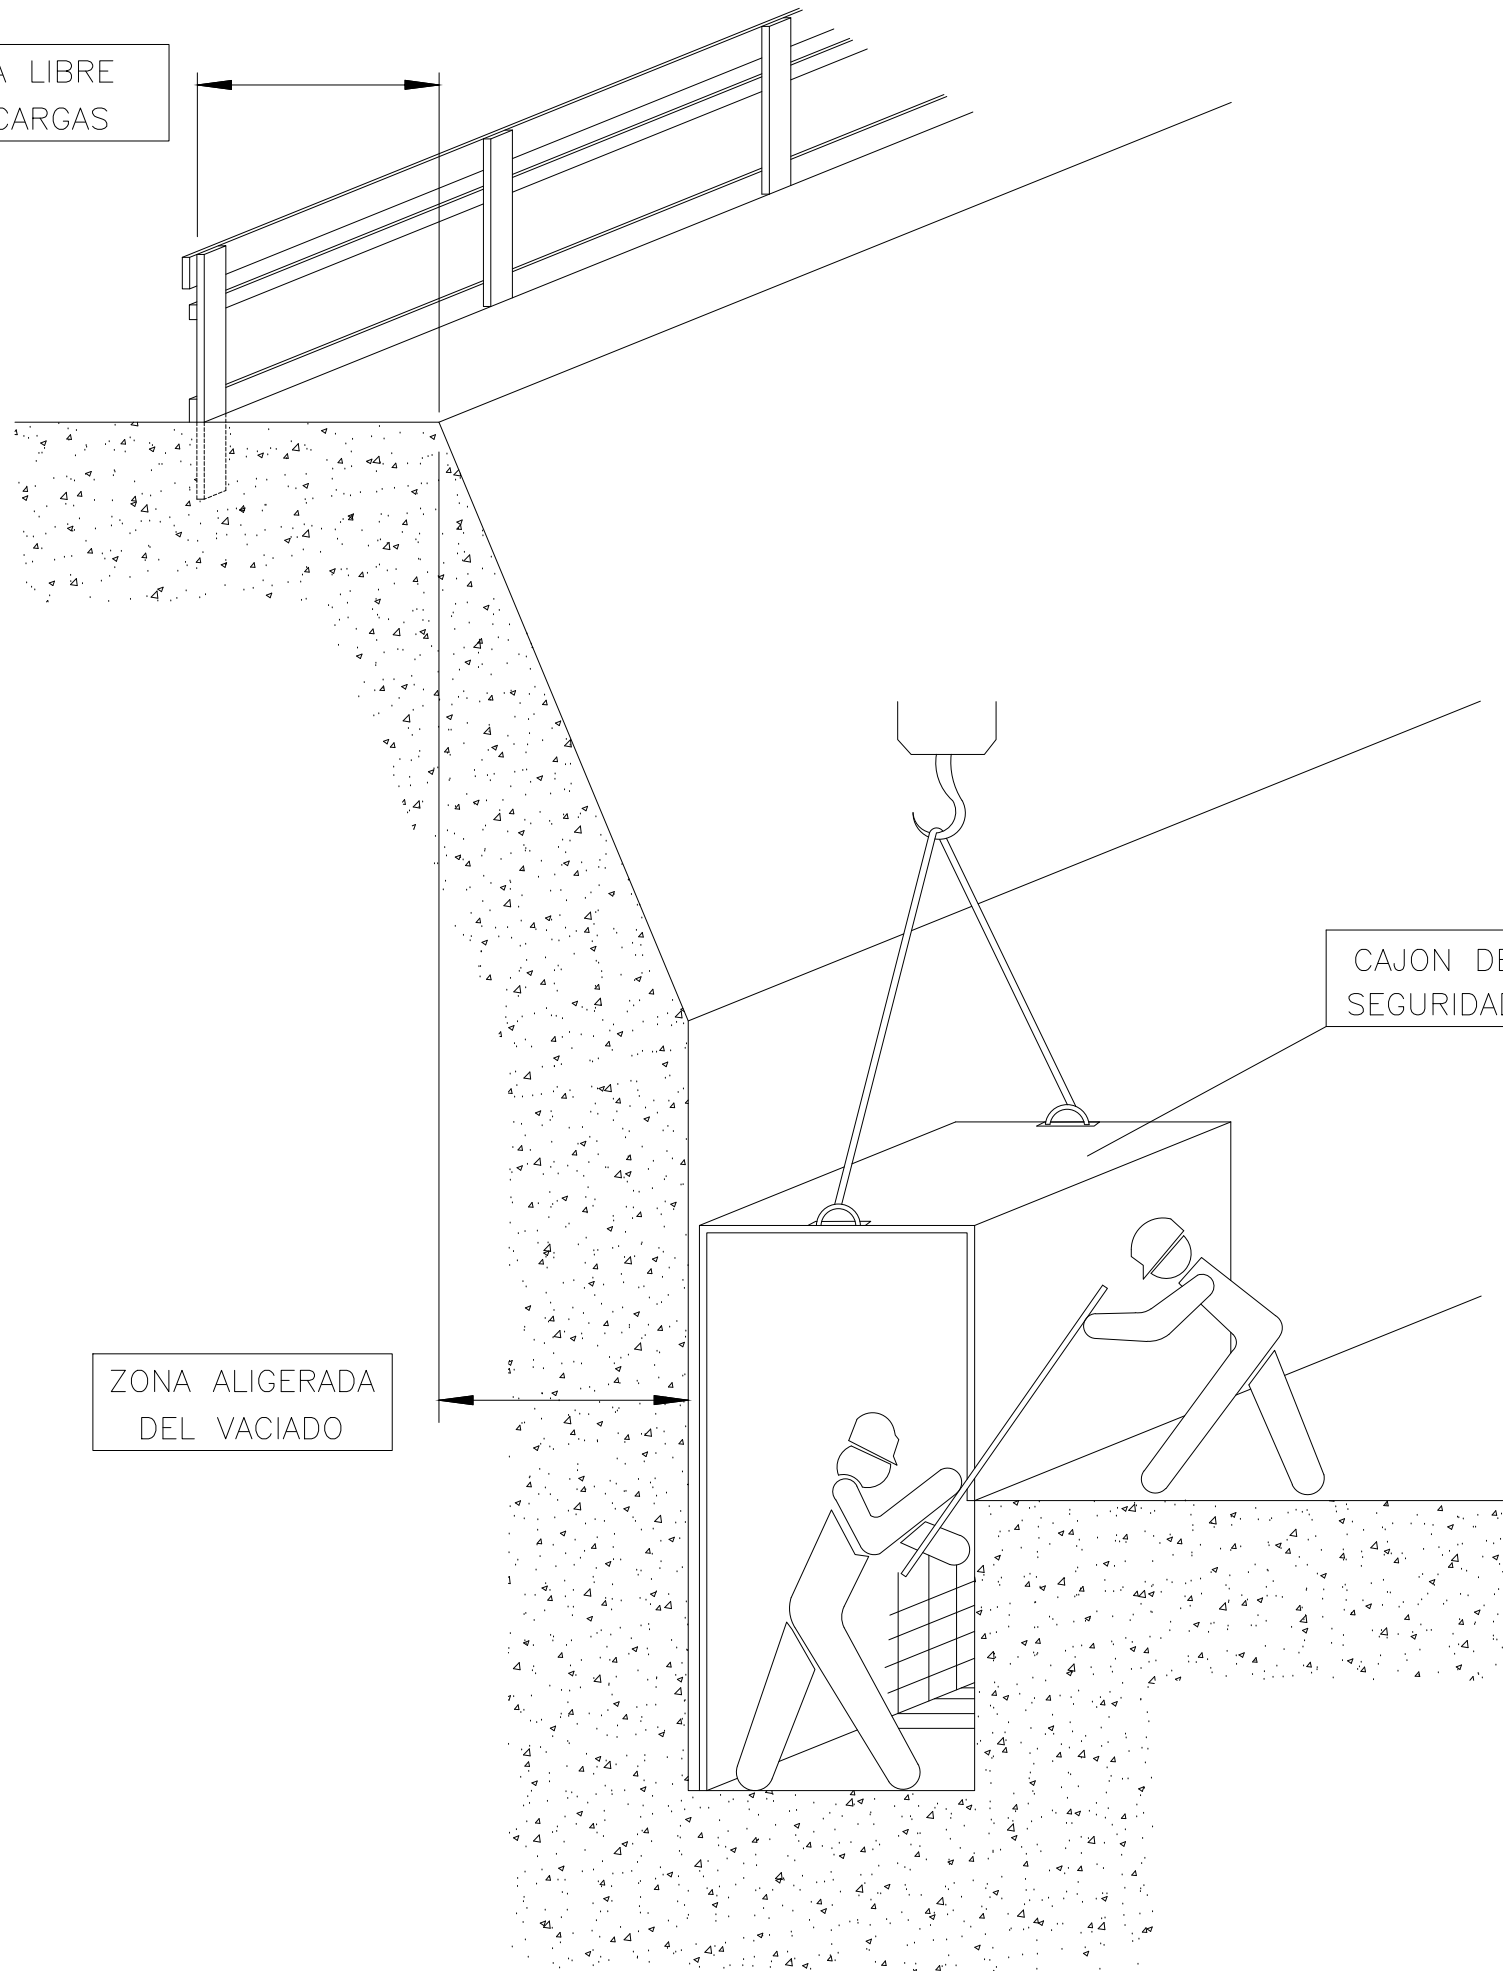 LIBRE
CARGAS
CAJON DE
SEGURIDAD
ZONA ALIGERADA
DEL VACIADO